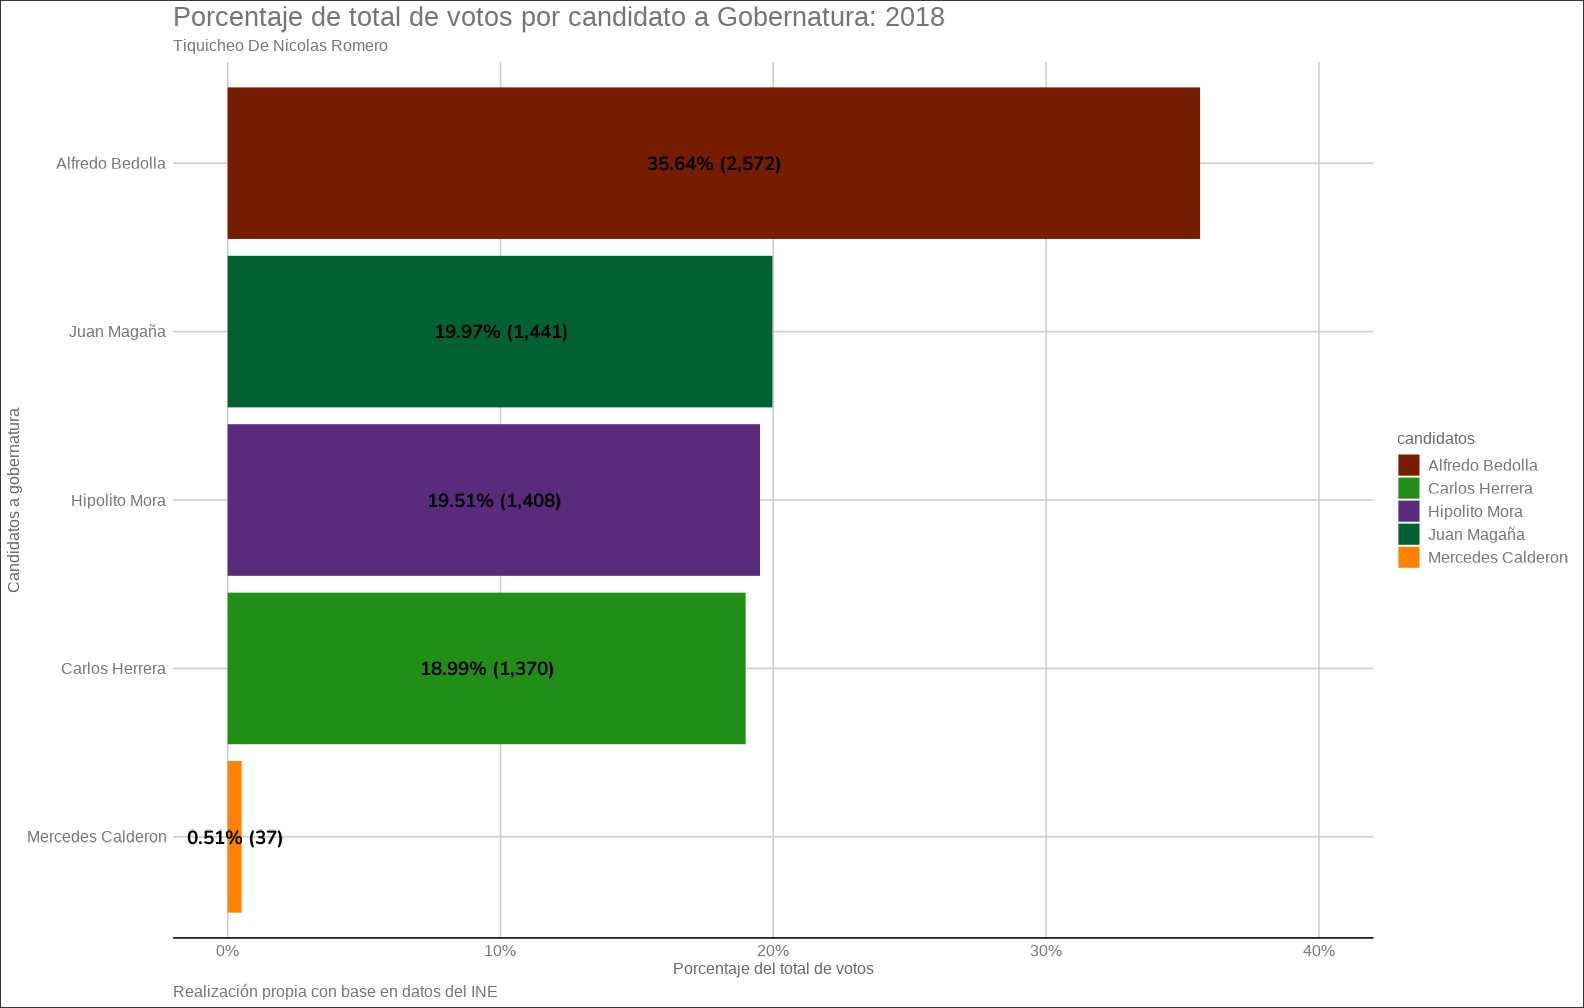 Porcentaje de total de votos por candidato a Gobernatura: 2018
Tiquicheo De Nicolas Romero
Candidatos a gobernatura
Alfredo Bedolla
35.64% (2,572)
Juan Magaña
19.97% (1,441)
Hipolito Mora
19.51% (1,408)
Carlos Herrera
18.99% (1,370)
Mercedes Calderon
0.51% (37)
0%
10%
20%
30%
40%
Porcentaje del total de votos
candidatos
Alfredo Bedolla
Carlos Herrera
Hipolito Mora
Juan Magaña
Mercedes Calderon
Realización propia con base en datos del INE